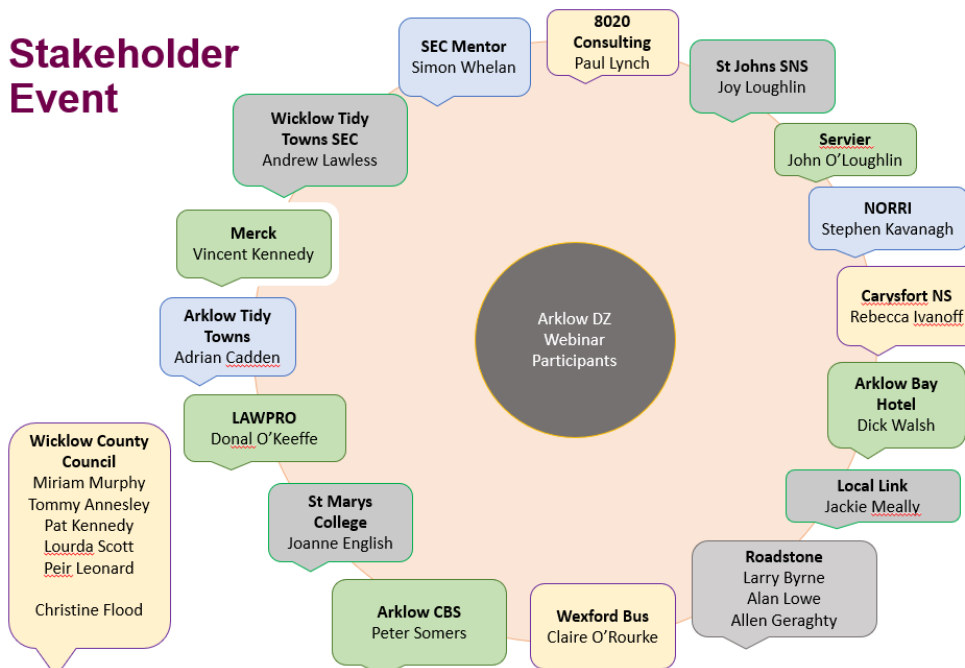 Stakeholder
Event
SEC Mentor
Simon Whelan
8020
Consulting
Paul Lynch
St Johns SNS
Joy Loughlin
Wicklow Tidy
Towns SEC
Andrew Lawless
Servier
John O'Loughlin
Merck
Vincent Kennedy
NORRI
Stephen Kavanagh
Arklow Tidy
Towns
Adrian Cadden
Arklow DZ
Webinar
Participants
Carysfort NS
Rebecca Ivanoff
LAWPRO
Donal O'Keeffe
Arklow Bay
Hotel
Dick Walsh
Wicklow County
Council
Miriam Murphy
Tommy Annesley
Pat Kennedy
Lourda Scott
Peir Leonard
Christine Flood
St Marys
College
Joanne English
Local Link
Jackie Meally
Arklow CBS
Peter Somers
Wexford Bus
Claire O'Rourke
Roadstone
Larry Byrne
Alan Lowe
Allen Geraghty